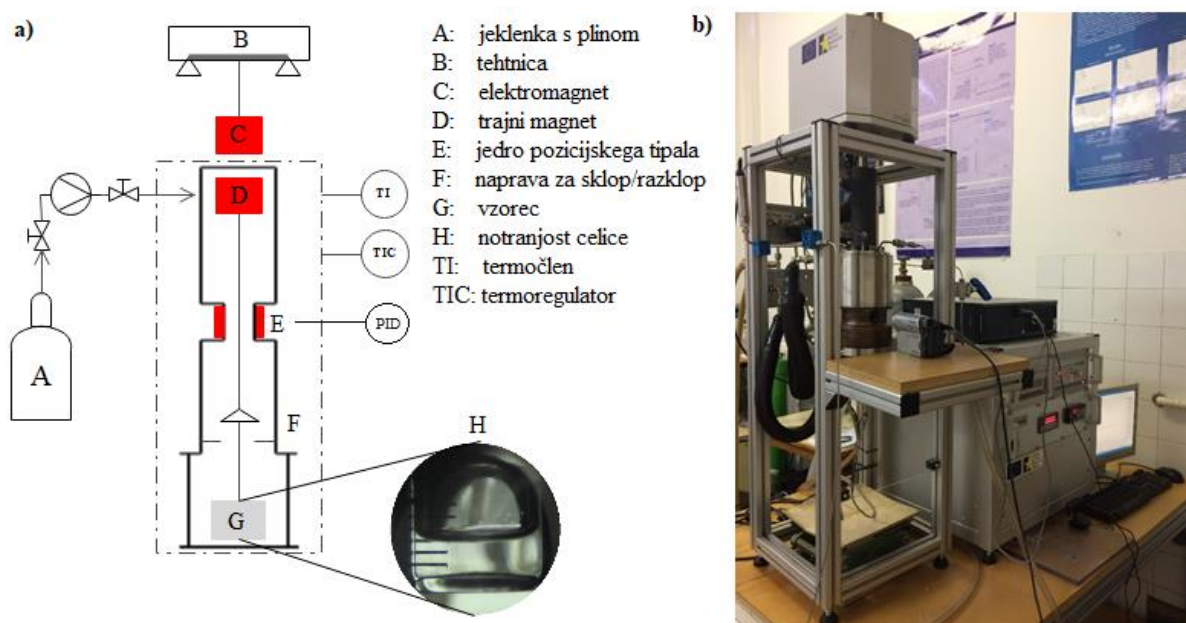 a)
B
C
D
TI
TIC
E
PID
A
F
H
G
A: jeklenka s plinom
B: tehtnica
C: elektromagnet
D: trajni magnet
E: jedro pozicijskega tipala
F: naprava za sklop/razklop
G: vzorec
H: notranjost celice
TI: termočlen
TIC: termoregulator
b)